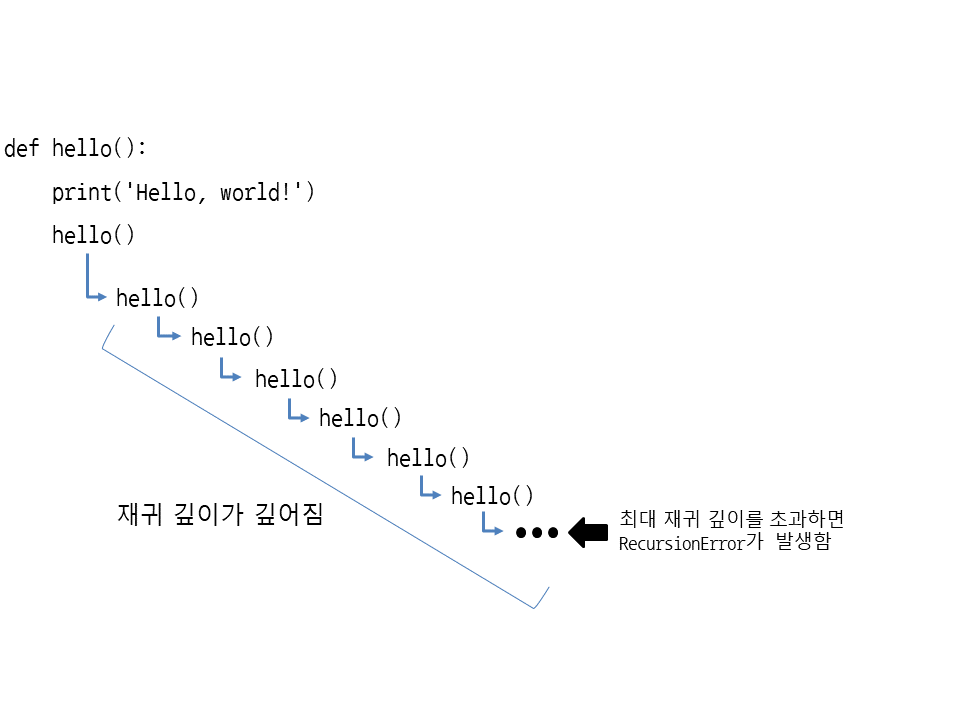 def hello():
    print('Hello, world!')
    hello()
hello()
hello()
hello()
hello()
hello()
hello()
재귀 깊이가 깊어짐
최대 재귀 깊이를 초과하면
RecursionError가 발생함